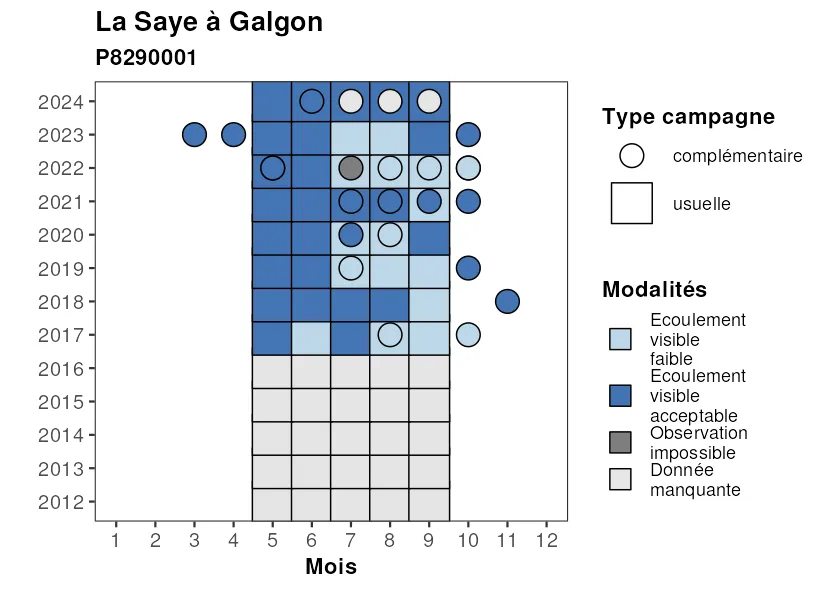 La Saye à Galgon
P8290001
2024
2023
2022
2021
2020
2019
2018
2017
2016
2015
2014
2013
2012
1 2 3 4 5 6 7 8 9 10 11 12
Mois
Type campagne
complémentaire
usuelle
Modalités
Ecoulement
visible
faible
Ecoulement
visible
acceptable
Observation
impossible
Donnée
manquante